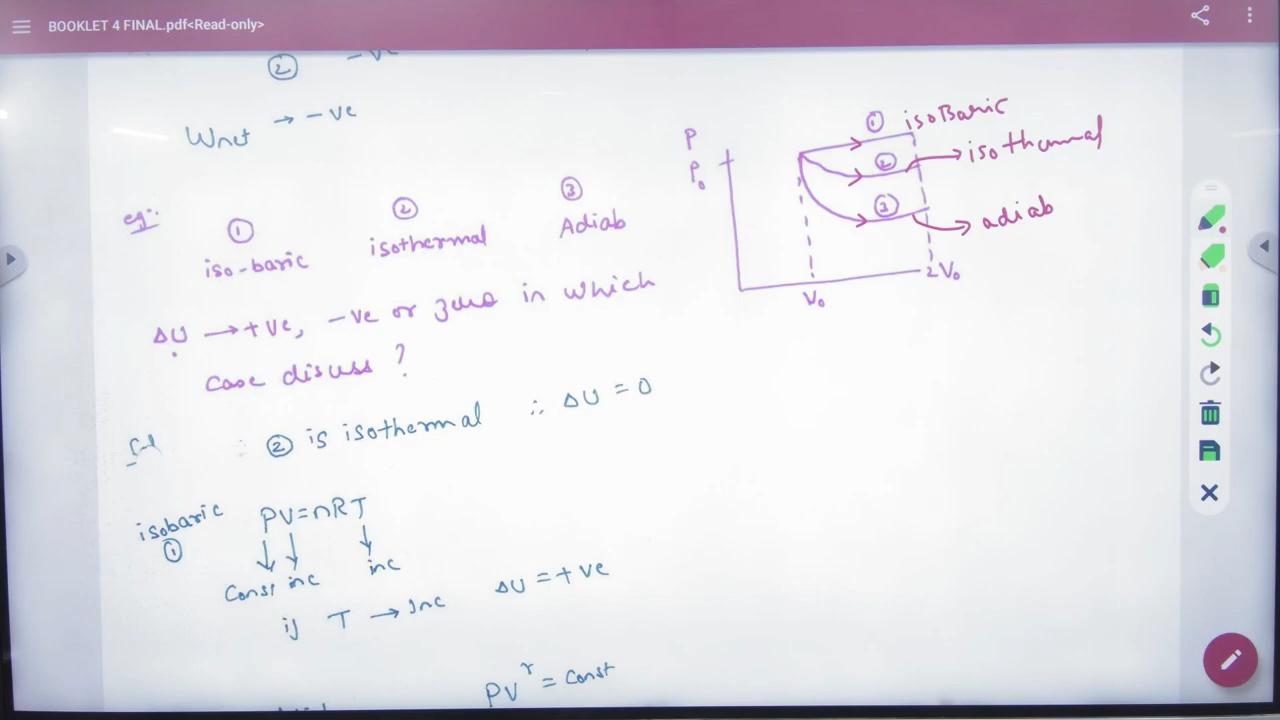 BOOKLET 4 FINAL.pdf<Read-only>
② -ve
Wnet → -ve
eg:-
① ② ③
iso-baric isothermal Adiab
ΔU → +ve, -ve or zero in which
case discuss ?
P
P₀
① isoBaric
② → isothermal
③ → adiab
V₀ 2V₀
② is isothermal ∴ ΔU = 0
isobaric PV = nRT
①
Const inc inc
if T → Inc ΔU = +ve
PV^r = const